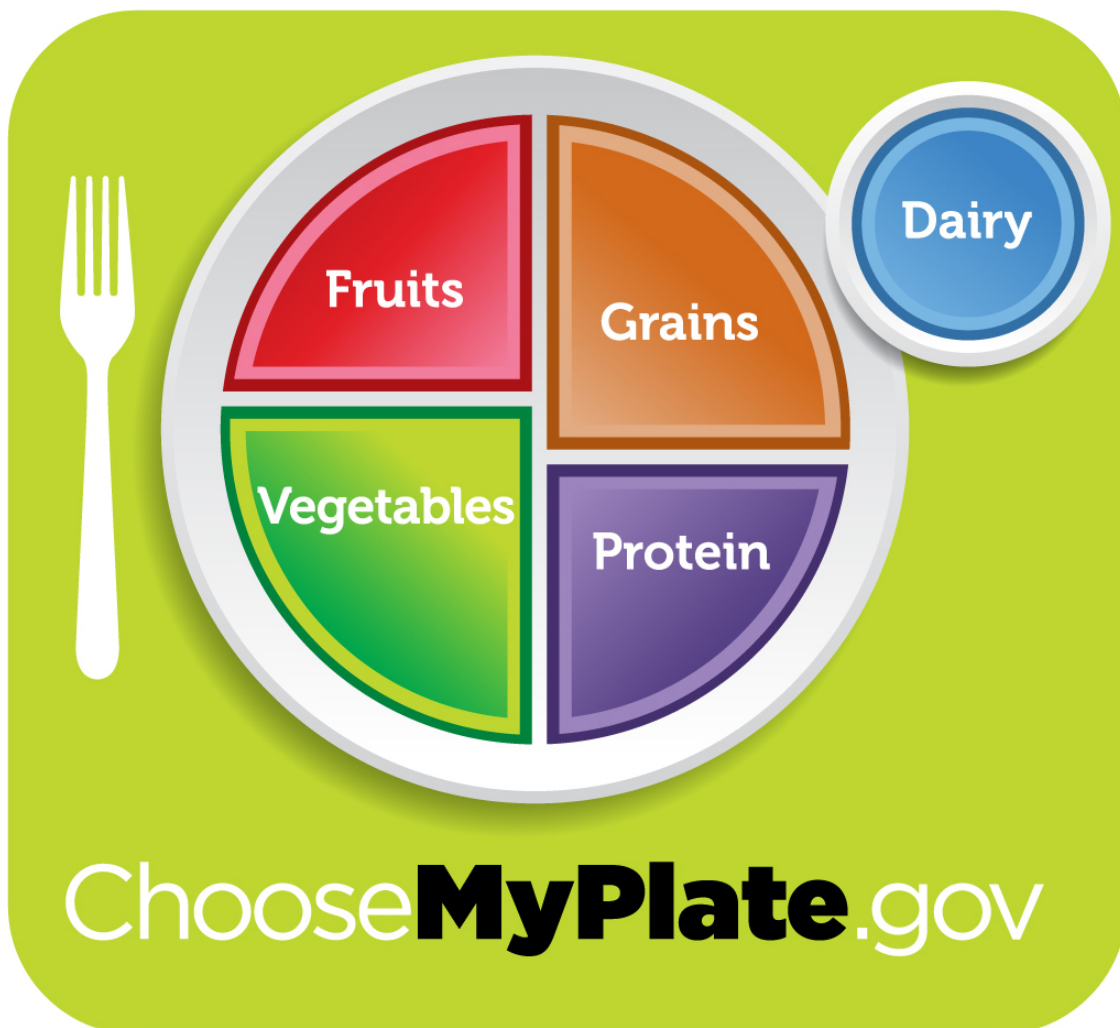 Fruits
Grains
Dairy
Vegetables
Protein
ChooseMyPlate.gov